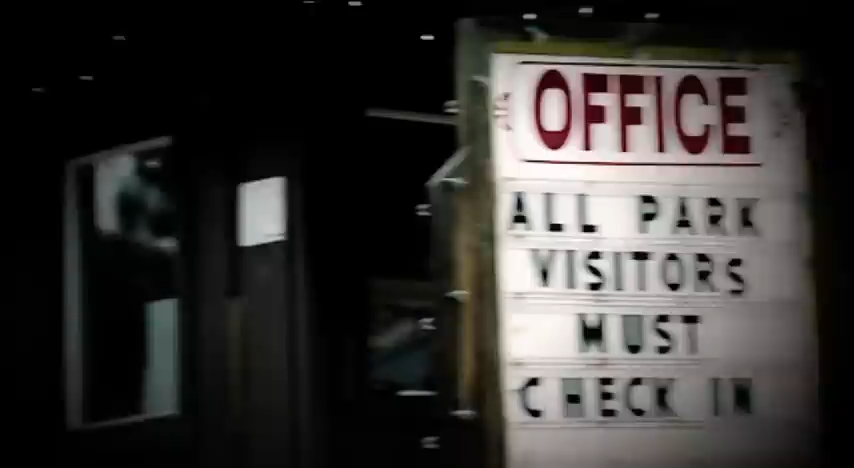 OFFICE
ALL PARK
VISITORS
MUST
CHECK IN